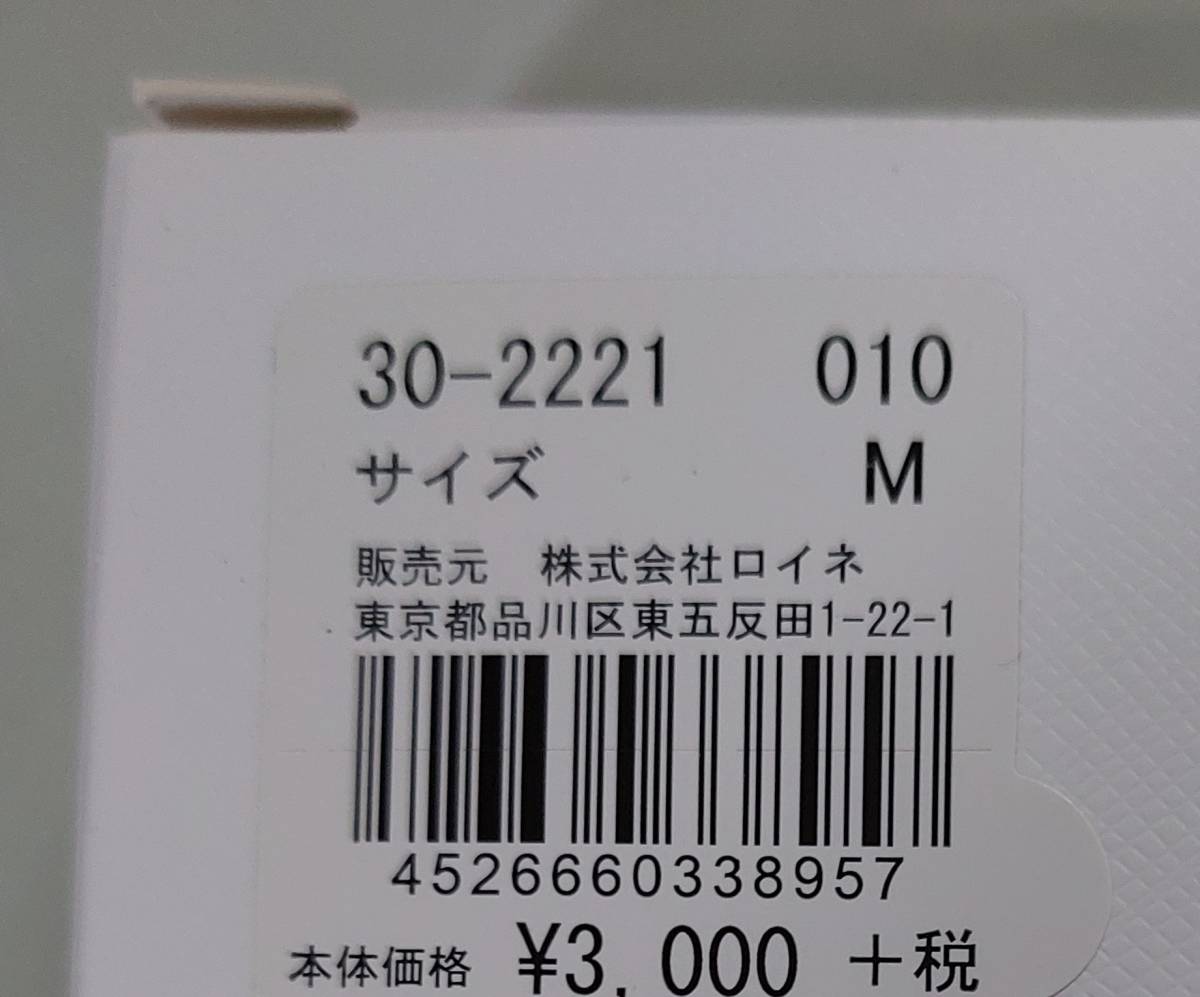 30-2221 010
サイズ M
販売元 株式会社ロイネ
東京都品川区東五反田1-22-1
4526660338957
本体価格 ¥3,000 +税